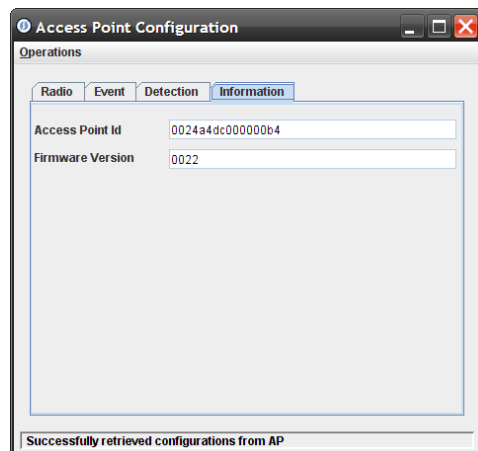 Access Point Configuration
Operations
Radio Event Detection Information
Access Point Id 0024a4dc000000b4
Firmware Version 0022
Successfully retrieved configurations from AP